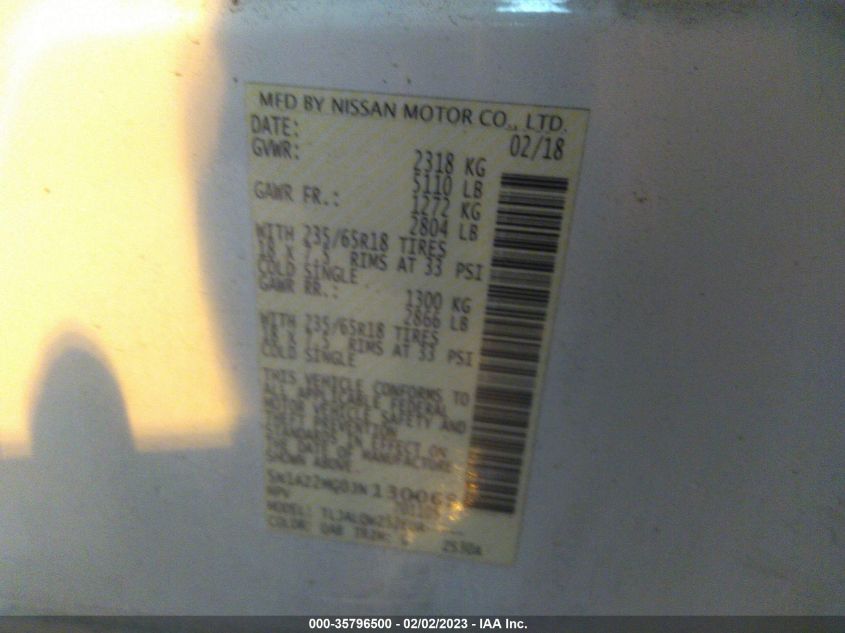 MFD BY NISSAN MOTOR CO., LTD.
DATE: 02/18
GVWR: 2318 KG
5110 LB
GAWR FR.: 1272 KG
2804 LB
WITH 235/65R18 TIRES
18 X 7.5 RIMS AT 33 PSI
COLD SINGLE
GAWR RR.: 1300 KG
2866 LB
WITH 235/65R18 TIRES
18 X 7.5 RIMS AT 33 PSI
COLD SINGLE
THIS VEHICLE CONFORMS TO
ALL APPLICABLE FEDERAL
MOTOR VEHICLE SAFETY AND
THEFT PREVENTION
STANDARDS IN EFFECT ON
THE DATE OF MANUFACTURE
SHOWN ABOVE
MPV
MODEL:
COLOR: QAB TRIM:
000-35796500 - 02/02/2023 - IAA Inc.